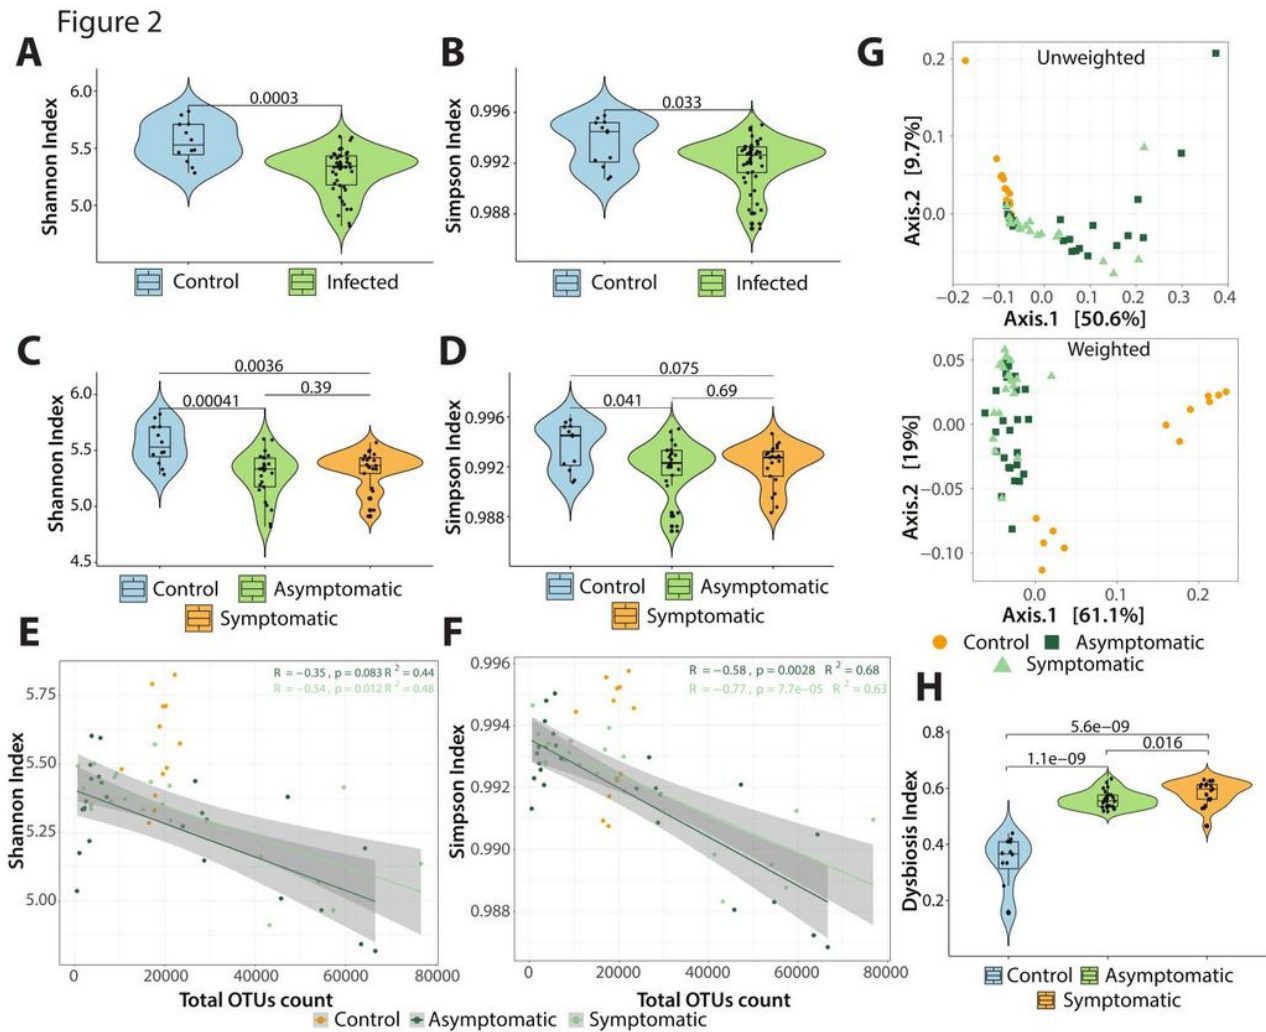 Figure 2
A
Shannon Index
6.0
5.5
5.0
0.0003
Control
Infected
B
Simpson Index
0.996
0.992
0.988
0.033
Control
Infected
C
Shannon Index
6.0
5.5
5.0
4.5
0.0036
0.00041
0.39
Control
Asymptomatic
Symptomatic
D
Simpson Index
0.996
0.992
0.988
0.075
0.041
0.69
Control
Asymptomatic
Symptomatic
E
Shannon Index
5.75
5.50
5.25
5.00
R = −0.35 , p = 0.083 R ² = 0.44
R = −0.54 , p = 0.012 R ² = 0.48
0 20000 40000 60000 80000
Total OTUs count
F
Simpson Index
0.996
0.994
0.992
0.990
0.988
R = −0.58 , p = 0.0028 R ² = 0.68
R = −0.77 , p = 7.7e−05 R ² = 0.63
0 20000 40000 60000 80000
Total OTUs count
Control Asymptomatic Symptomatic
G
Unweighted
Axis.2 [9.7%]
0.2
0.1
0.0
−0.2 −0.1 0.0 0.1 0.2 0.3 0.4
Axis.1 [50.6%]
Weighted
Axis.2 [19%]
0.05
0.00
−0.05
−0.10
0.0 0.2
Axis.1 [61.1%]
Control Asymptomatic
Symptomatic
H
Dysbiosis Index
0.8
0.6
0.4
0.2
5.6e−09
0.016
1.1e−09
Control Asymptomatic
Symptomatic